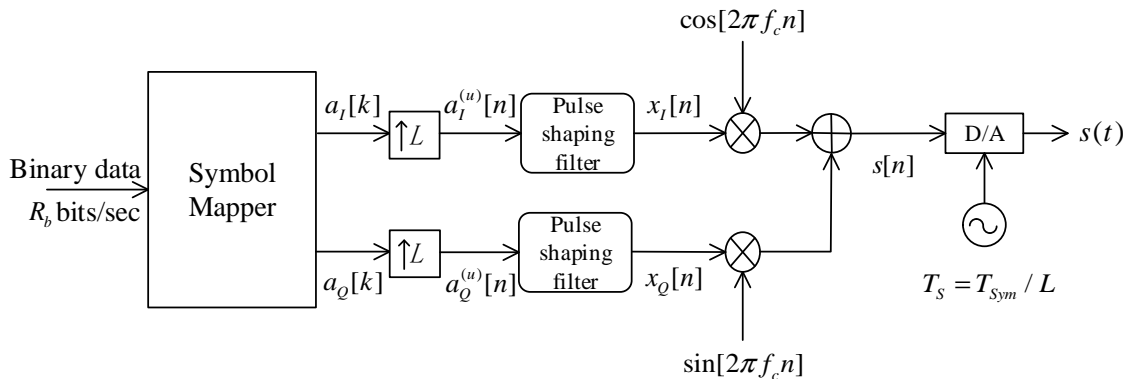 cos[2πf_c n]
a_I[k]
a_I^(u)[n]
x_I[n]
↑L
Pulse
shaping
filter
D/A
s(t)
s[n]
Binary data
R_b bits/sec
Symbol
Mapper
↑L
Pulse
shaping
filter
a_Q[k]
a_Q^(u)[n]
x_Q[n]
T_S = T_Sym / L
sin[2πf_c n]